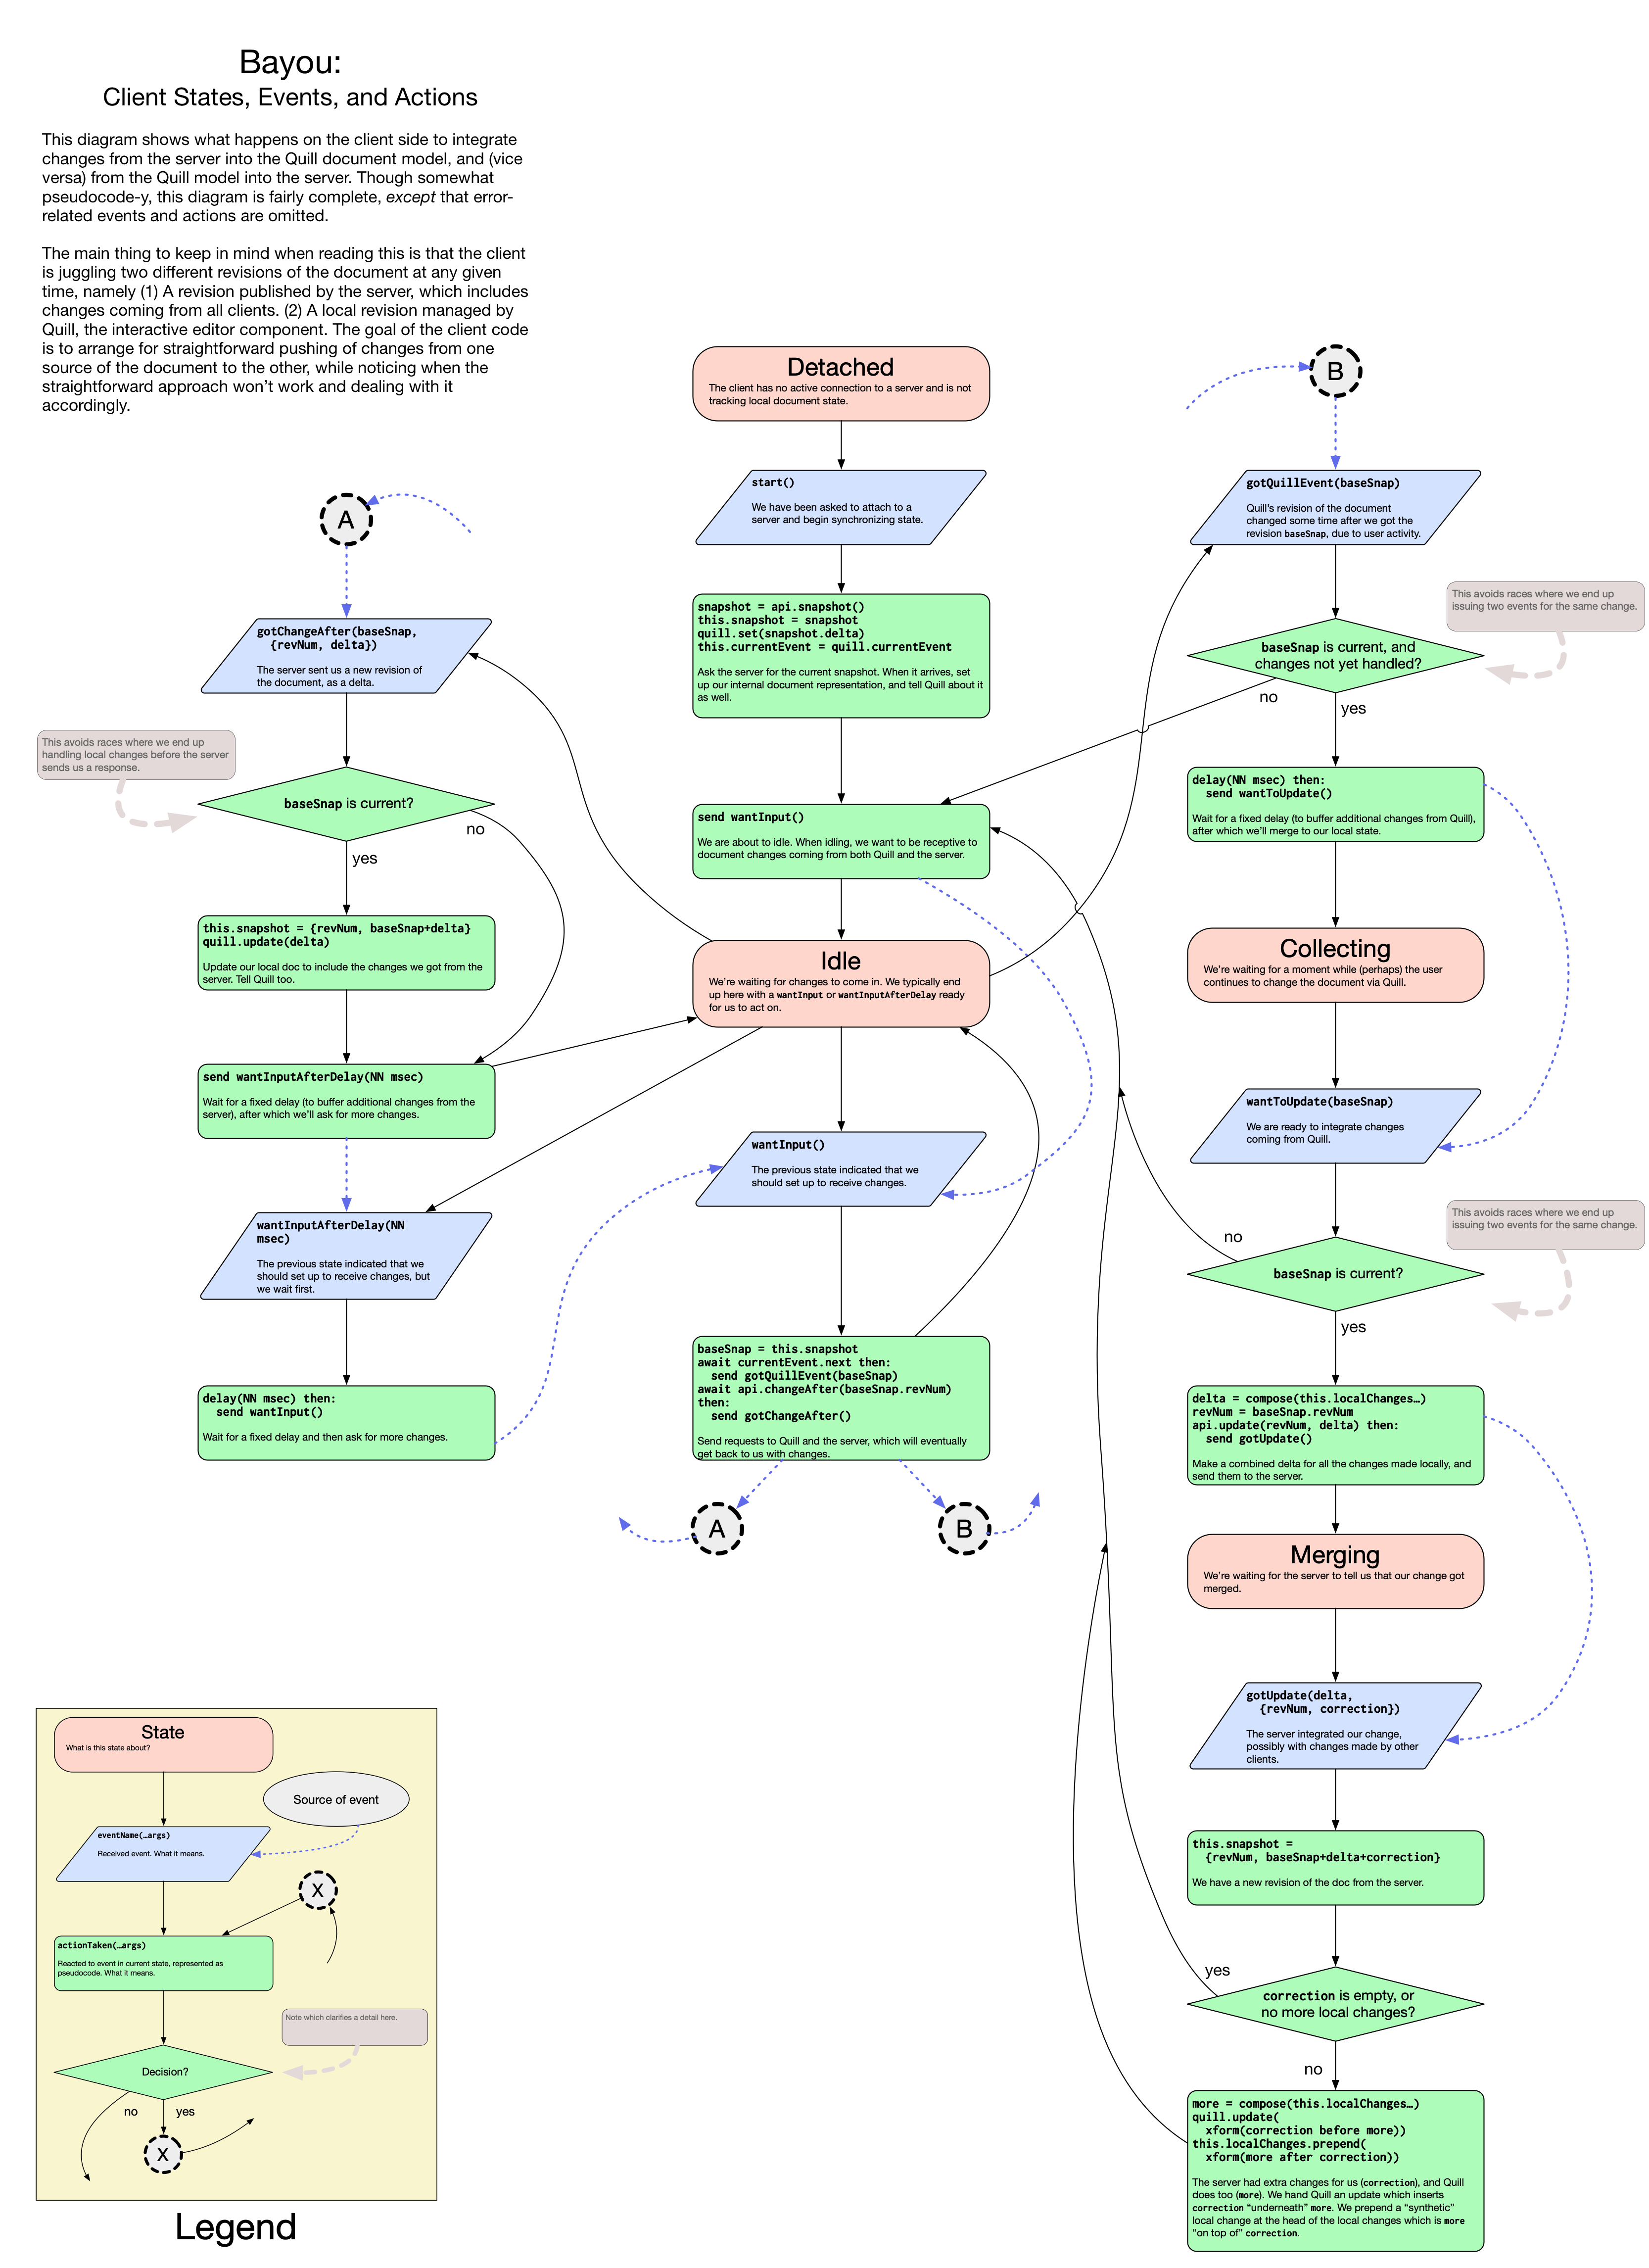 Bayou:
Client States, Events, and Actions
This diagram shows what happens on the client side to integrate
changes from the server into the Quill document model, and (vice
versa) from the Quill model into the server. Though somewhat
pseudocode-y, this diagram is fairly complete, except that error-
related events and actions are omitted.
The main thing to keep in mind when reading this is that the client
is juggling two different revisions of the document at any given
time, namely (1) A revision published by the server, which includes
changes coming from all clients. (2) A local revision managed by
Quill, the interactive editor component. The goal of the client code
is to arrange for straightforward pushing of changes from one
source of the document to the other, while noticing when the
straightforward approach won't work and dealing with it
accordingly.
A
gotChangeAfter(baseSnap,
{revNum, delta})
The server sent us a new revision of
the document, as a delta.
This avoids races where we end up
handling local changes before the server
sends us a response.
baseSnap is current?
no
yes
this.snapshot = {revNum, baseSnap+delta}
quill.update(delta)
Update our local doc to include the changes we got from the
server. Tell Quill too.
send wantInputAfterDelay(NN msec)
Wait for a fixed delay (to buffer additional changes from the
server), after which we'll ask for more changes.
wantInputAfterDelay(NN
msec)
The previous state indicated that we
should set up to receive changes, but
we wait first.
delay(NN msec) then:
send wantInput()
Wait for a fixed delay and then ask for more changes.
Detached
The client has no active connection to a server and is not
tracking local document state.
start()
We have been asked to attach to a
server and begin synchronizing state.
snapshot = api.snapshot()
this.snapshot = snapshot
quill.set(snapshot.delta)
this.currentEvent = quill.currentEvent
Ask the server for the current snapshot. When it arrives, set
up our internal document representation, and tell Quill about it
as well.
send wantInput()
We are about to idle. When idling, we want to be receptive to
document changes coming from both Quill and the server.
Idle
We're waiting for changes to come in. We typically end
up here with a wantInput or wantInputAfterDelay ready
for us to act on.
wantInput()
The previous state indicated that we
should set up to receive changes.
baseSnap = this.snapshot
await currentEvent.next then:
send gotQuillEvent(baseSnap)
await api.changeAfter(baseSnap.revNum)
then:
send gotChangeAfter()
Send requests to Quill and the server, which will eventually
get back to us with changes.
A
B
B
gotQuillEvent(baseSnap)
Quill's revision of the document
changed some time after we got the
revision baseSnap, due to user activity.
This avoids races where we end up
issuing two events for the same change.
baseSnap is current, and
changes not yet handled?
no
yes
delay(NN msec) then:
send wantToUpdate()
Wait for a fixed delay (to buffer additional changes from Quill),
after which we'll merge to our local state.
Collecting
We're waiting for a moment while (perhaps) the user
continues to change the document via Quill.
wantToUpdate(baseSnap)
We are ready to integrate changes
coming from Quill.
This avoids races where we end up
issuing two events for the same change.
no
baseSnap is current?
yes
delta = compose(this.localChanges…)
revNum = baseSnap.revNum
api.update(revNum, delta) then:
send gotUpdate()
Make a combined delta for all the changes made locally, and
send them to the server.
Merging
We're waiting for the server to tell us that our change got
merged.
gotUpdate(delta,
{revNum, correction})
The server integrated our change,
possibly with changes made by other
clients.
this.snapshot =
{revNum, baseSnap+delta+correction}
We have a new revision of the doc from the server.
yes
correction is empty, or
no more local changes?
no
more = compose(this.localChanges…)
quill.update(
xform(correction before more))
this.localChanges.prepend(
xform(more after correction))
The server had extra changes for us (correction), and Quill
does too (more). We hand Quill an update which inserts
correction “underneath” more. We prepend a “synthetic”
local change at the head of the local changes which is more
“on top of” correction.
State
What is this state about?
Source of event
eventName(…args)
Received event. What it means.
X
actionTaken(…args)
Reacted to event in current state, represented as
pseudocode. What it means.
Note which clarifies a detail here.
Decision?
no
yes
X
Legend